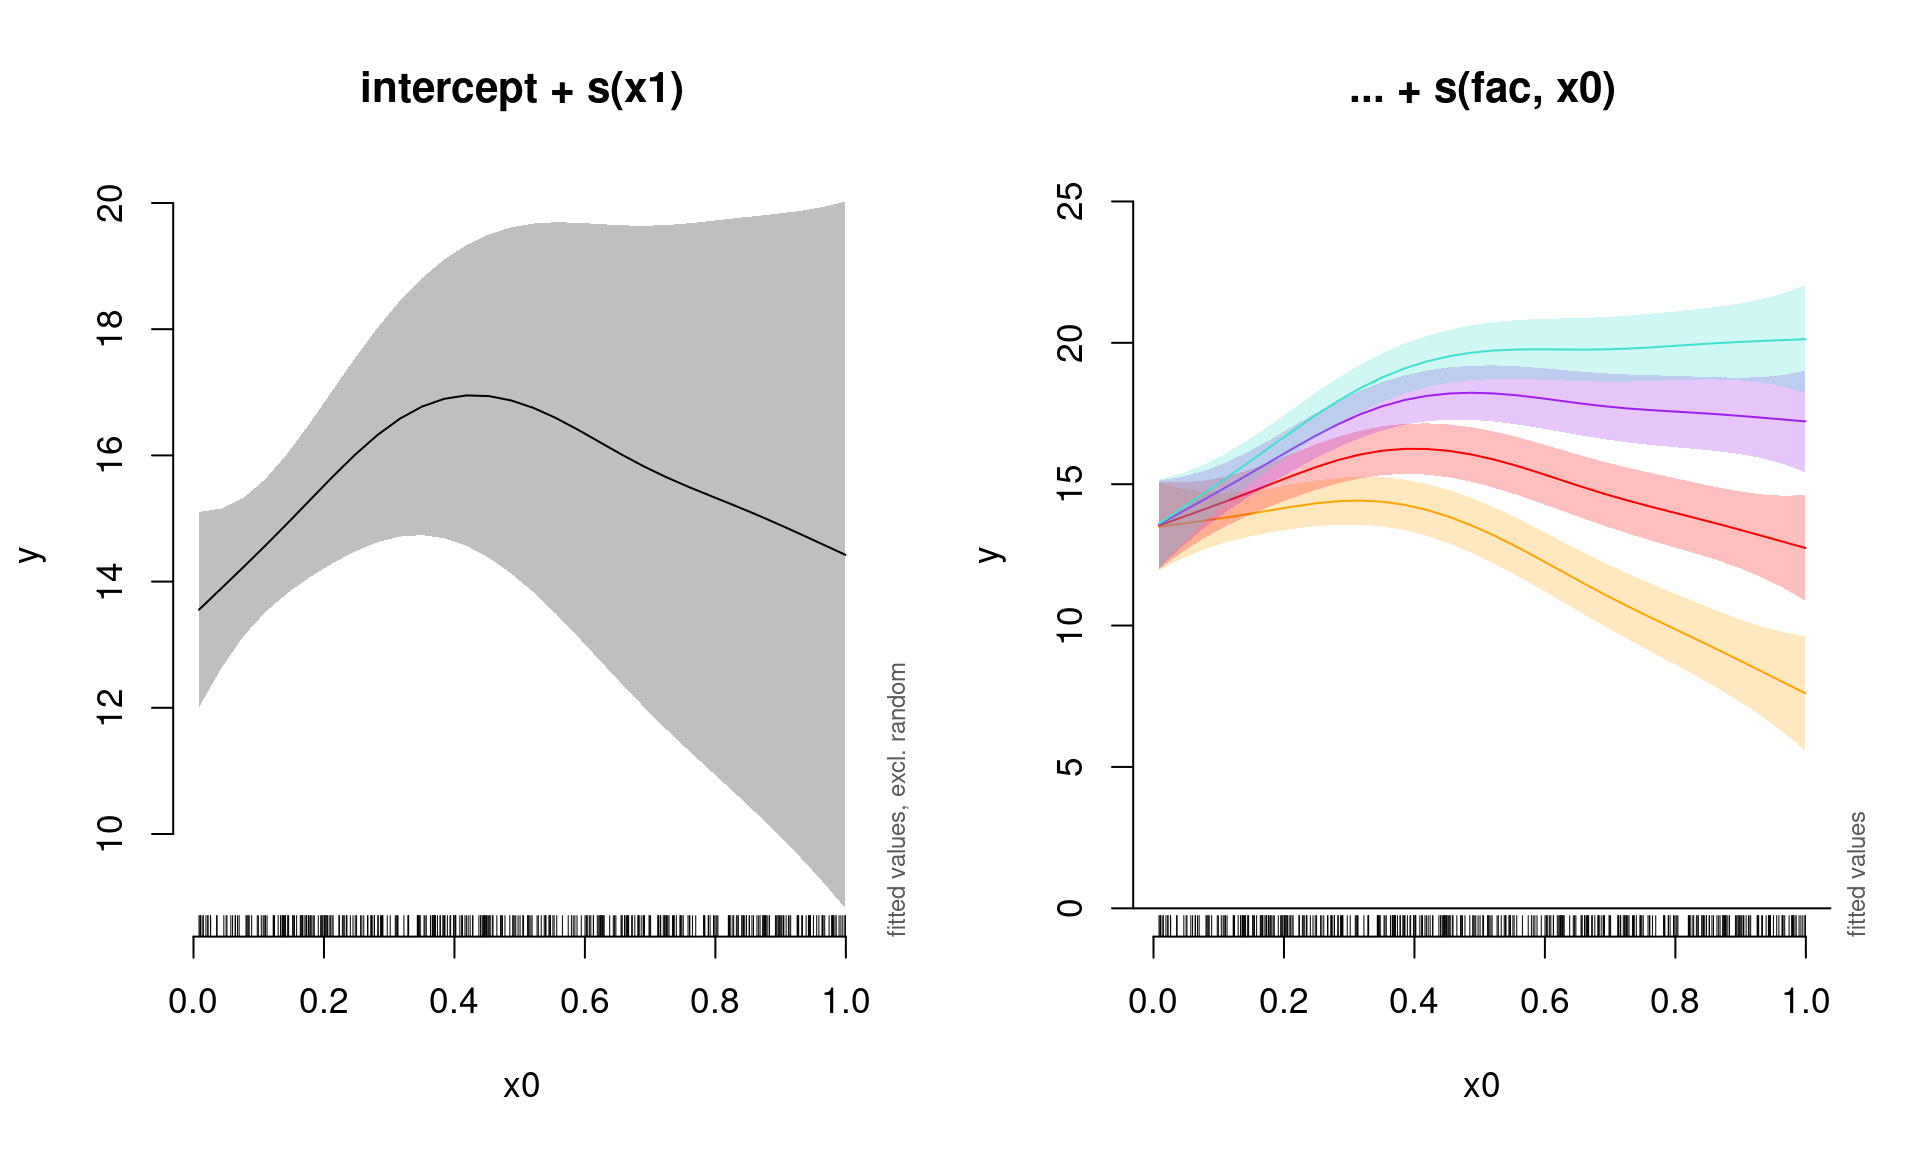 intercept + s(x1)
20
18
16
14
12
10
y
fitted values, excl. random
0.0 0.2 0.4 0.6 0.8 1.0
x0
... + s(fac, x0)
25
20
15
10
5
0
y
fitted values
0.0 0.2 0.4 0.6 0.8 1.0
x0